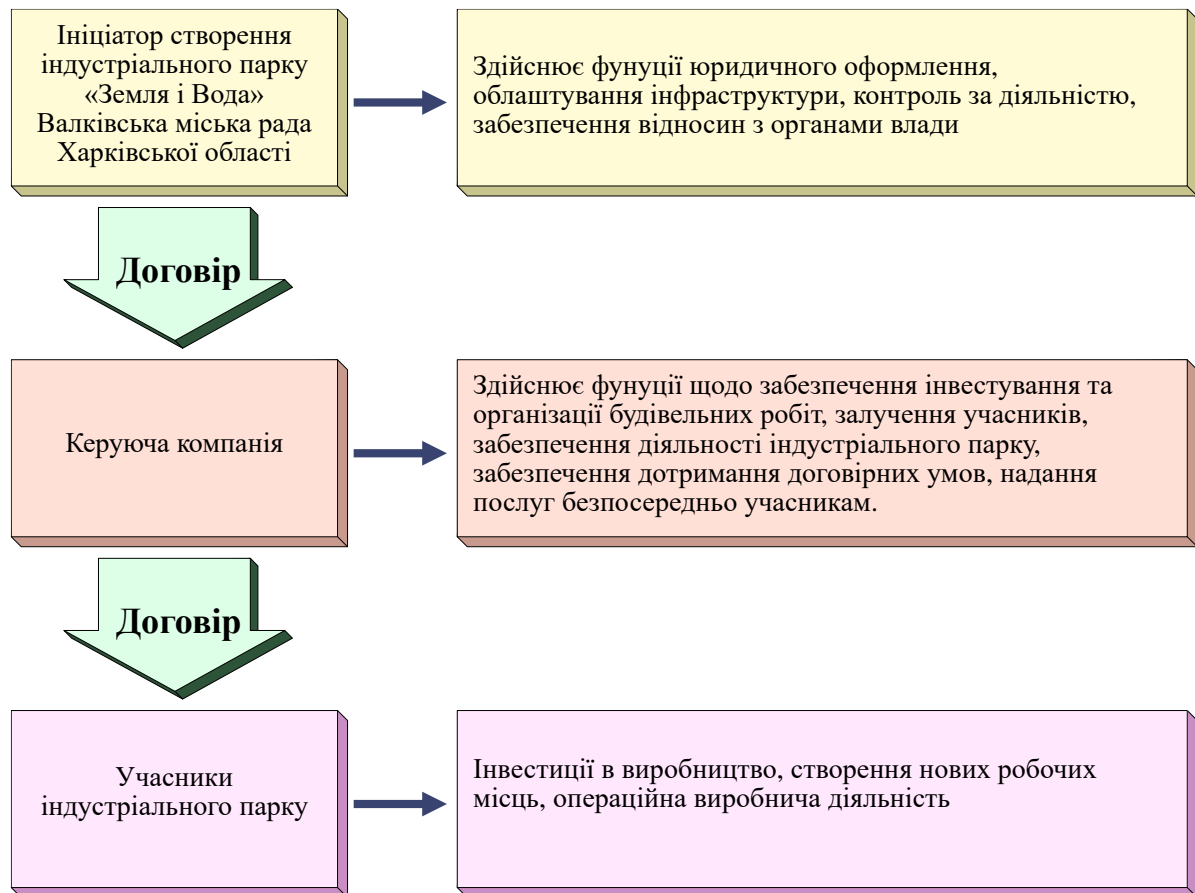 Ініціатор створення
індустріального парку
«Земля і Вода»
Валківська міська рада
Харківської області
Здійснює фунуції юридичного оформлення,
облаштування інфраструктури, контроль за діяльністю,
забезпечення відносин з органами влади
Договір
Керуюча компанія
Здійснює фунуції щодо забезпечення інвестування та
організації будівельних робіт, залучення учасників,
забезпечення діяльності індустріального парку,
забезпечення дотримання договірних умов, надання
послуг безпосередньо учасникам.
Договір
Учасники
індустріального парку
Інвестиції в виробництво, створення нових робочих
місць, операційна виробнича діяльність